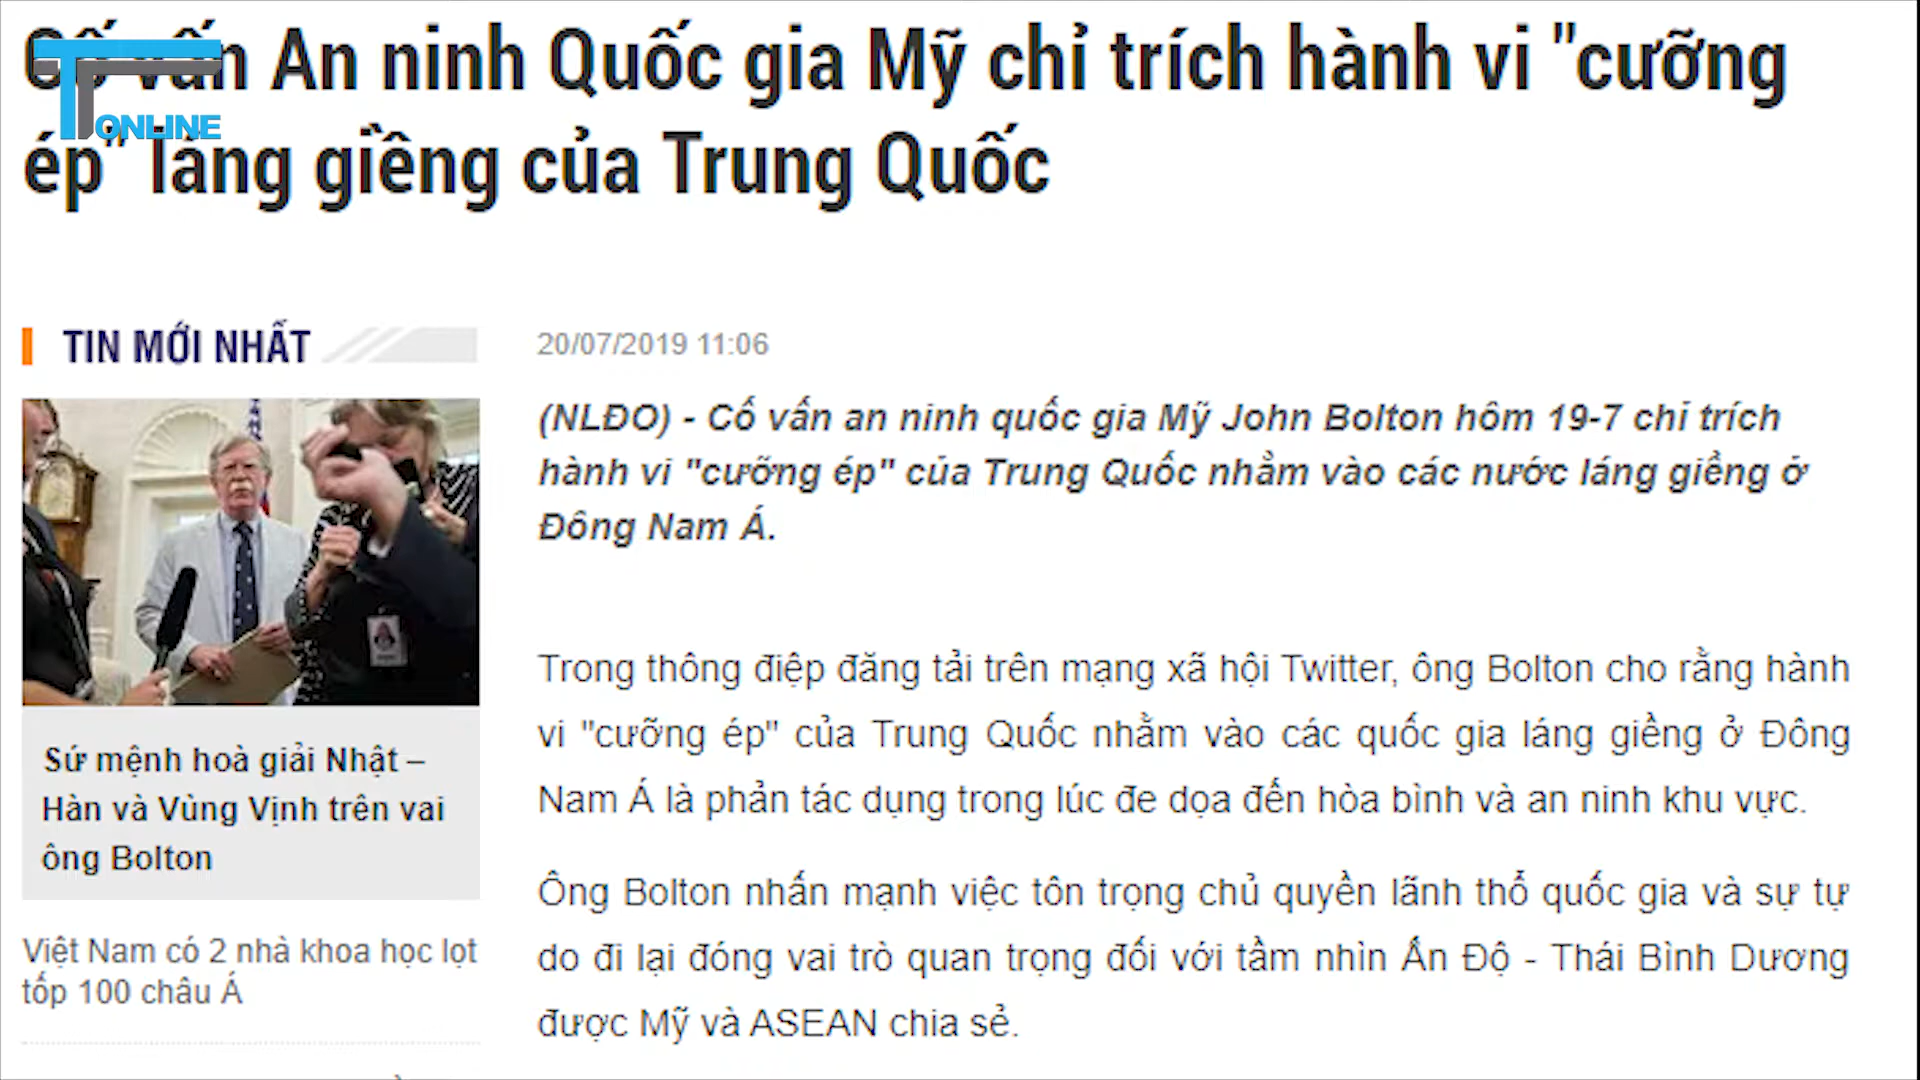 Cố vấn An ninh Quốc gia Mỹ chỉ trích hành vi "cưỡng
ép" láng giềng của Trung Quốc
TT ONLINE
TIN MỚI NHẤT
Sứ mệnh hoà giải Nhật –
Hàn và Vùng Vịnh trên vai
ông Bolton
Việt Nam có 2 nhà khoa học lọt
tốp 100 châu Á
20/07/2019 11:06
(NLĐO) - Cố vấn an ninh quốc gia Mỹ John Bolton hôm 19-7 chỉ trích
hành vi "cưỡng ép" của Trung Quốc nhằm vào các nước láng giềng ở
Đông Nam Á.
Trong thông điệp đăng tải trên mạng xã hội Twitter, ông Bolton cho rằng hành
vi "cưỡng ép" của Trung Quốc nhằm vào các quốc gia láng giềng ở Đông
Nam Á là phản tác dụng trong lúc đe dọa đến hòa bình và an ninh khu vực.
Ông Bolton nhấn mạnh việc tôn trọng chủ quyền lãnh thổ quốc gia và sự tự
do đi lại đóng vai trò quan trọng đối với tầm nhìn Ấn Độ - Thái Bình Dương
được Mỹ và ASEAN chia sẻ.